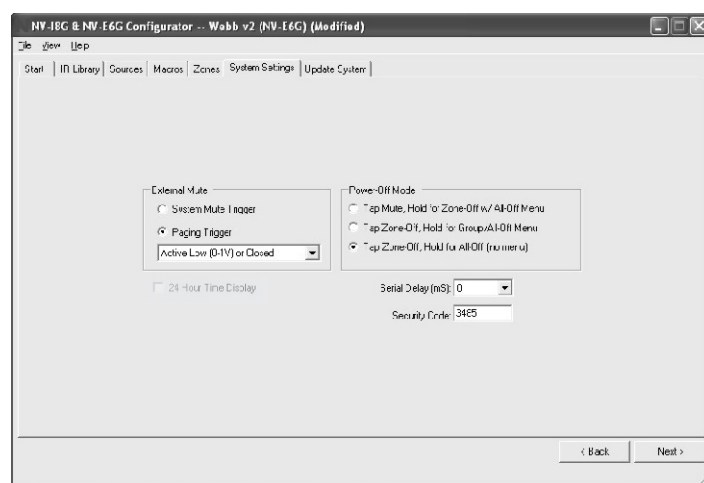 NV-I8G & NV-E6G Configurator -- Webb v2 (NV-E6G) (Modified)
File View Help
Start IR Library Sources Macros Zones System Settings Update System
External Mute
System Mute Trigger
Paging Trigger
Active Low (0-1V) or Closed
24 Hour Time Display
Power-Off Mode
Tap Mute, Hold for Zone-Off w/ All-Off Menu
Tap Zone-Off, Hold for Group/All-Off Menu
Tap Zone-Off, Hold for All-Off (no menu)
Serial Delay (mS): 0
Security Code: 3485
< Back Next >